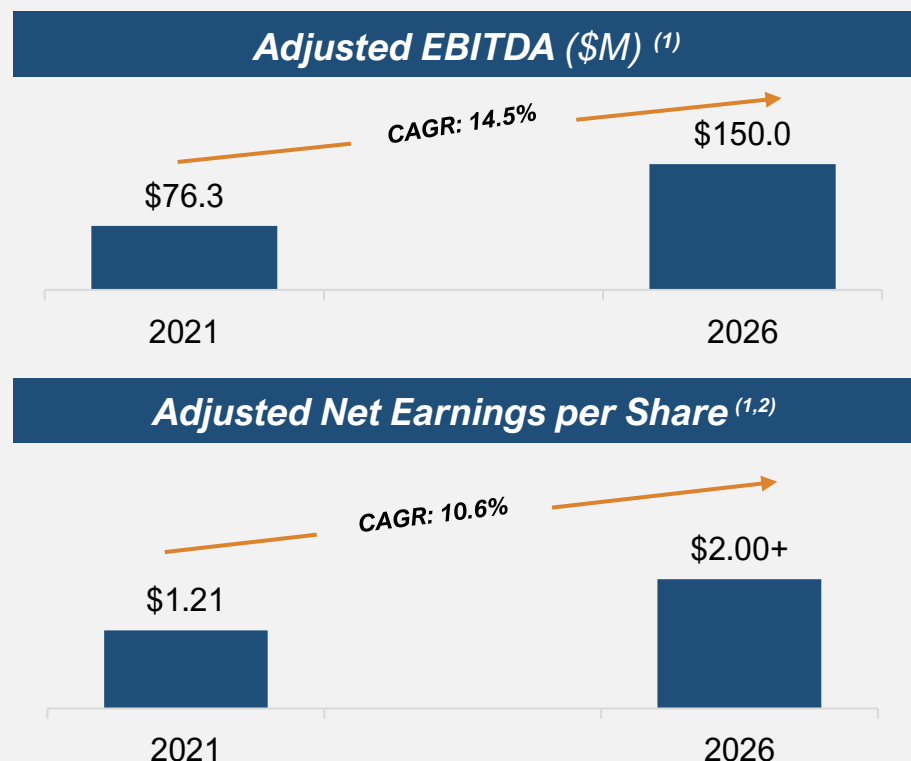 Adjusted EBITDA ($M) (1)
CAGR: 14.5%
$150.0
$76.3
2021 2026
Adjusted Net Earnings per Share (1,2)
CAGR: 10.6%
$2.00+
$1.21
2021 2026